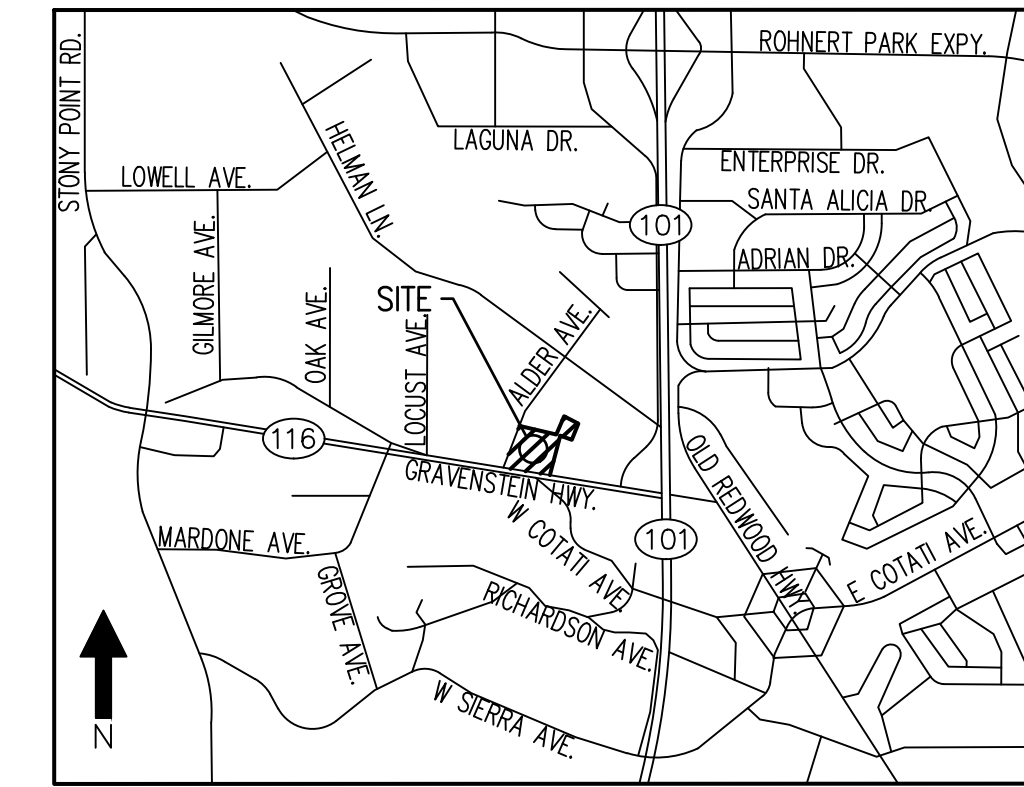 ROHNERT PARK EXPY.
STONY POINT RD.
LAGUNA DR.
HELMAN LN.
ENTERPRISE DR.
LOWELL AVE.
SANTA ALICIA DR.
101
GILMORE AVE.
ADRIAN DR.
OAK AVE.
SITE
LOCUST AVE.
ALDER AVE.
116
GRAVENSTEIN HWY.
OLD REDWOOD HWY.
W COTATI AVE.
101
MARDONE AVE.
E COTATI AVE.
GROVE AVE.
RICHARDSON AVE.
W SIERRA AVE.
N